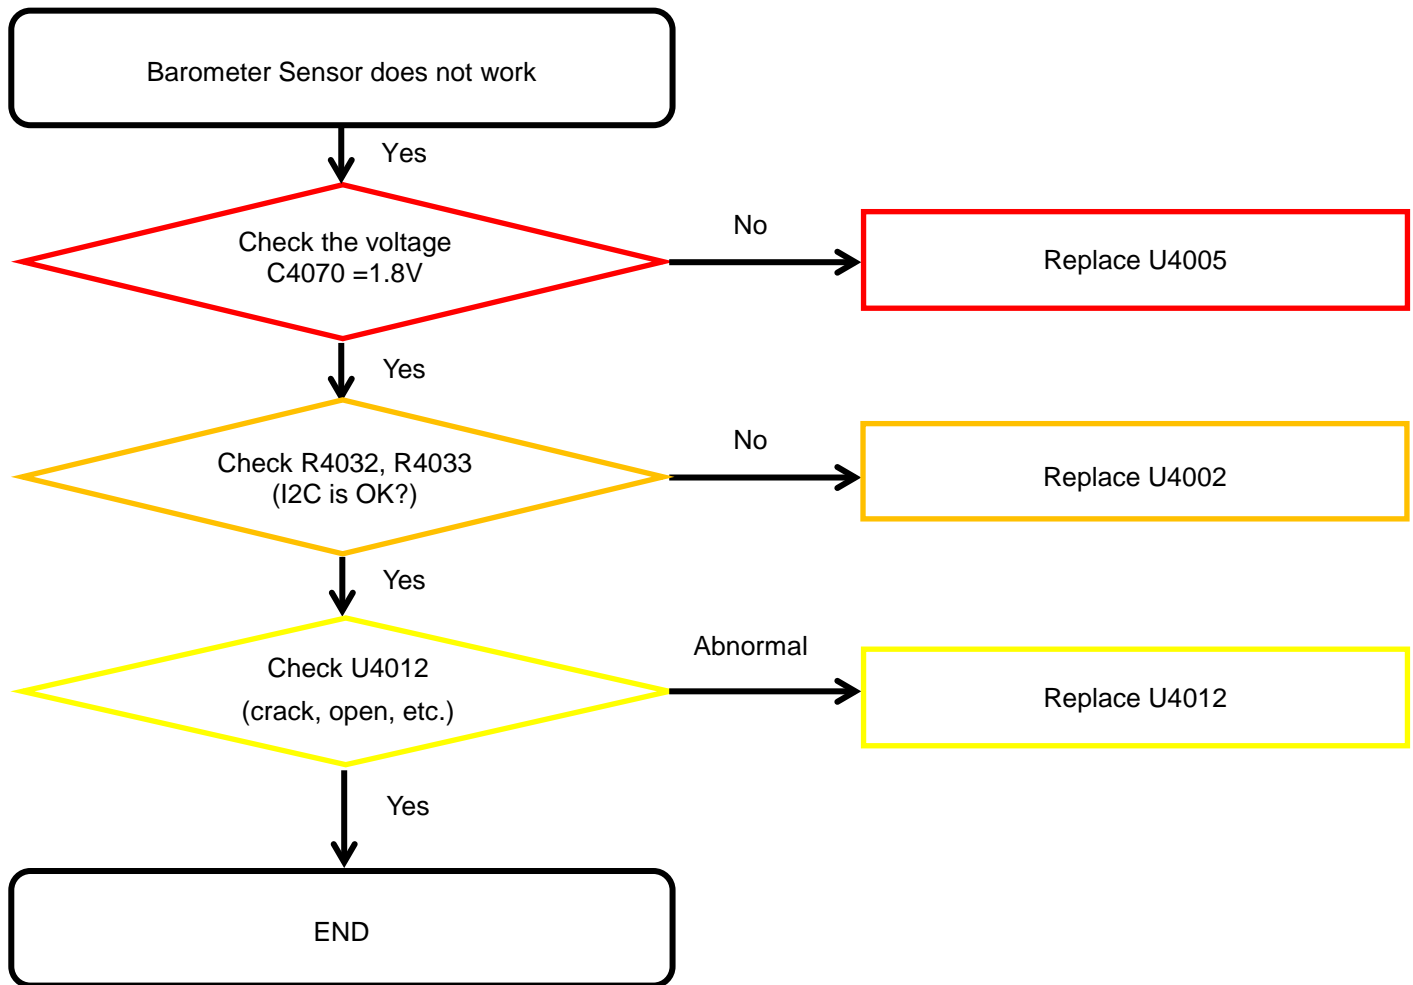 Barometer Sensor does not work
Yes
Check the voltage
C4070 =1.8V
No
Replace U4005
Yes
Check R4032, R4033
(I2C is OK?)
No
Replace U4002
Yes
Check U4012
(crack, open, etc.)
Abnormal
Replace U4012
Yes
END